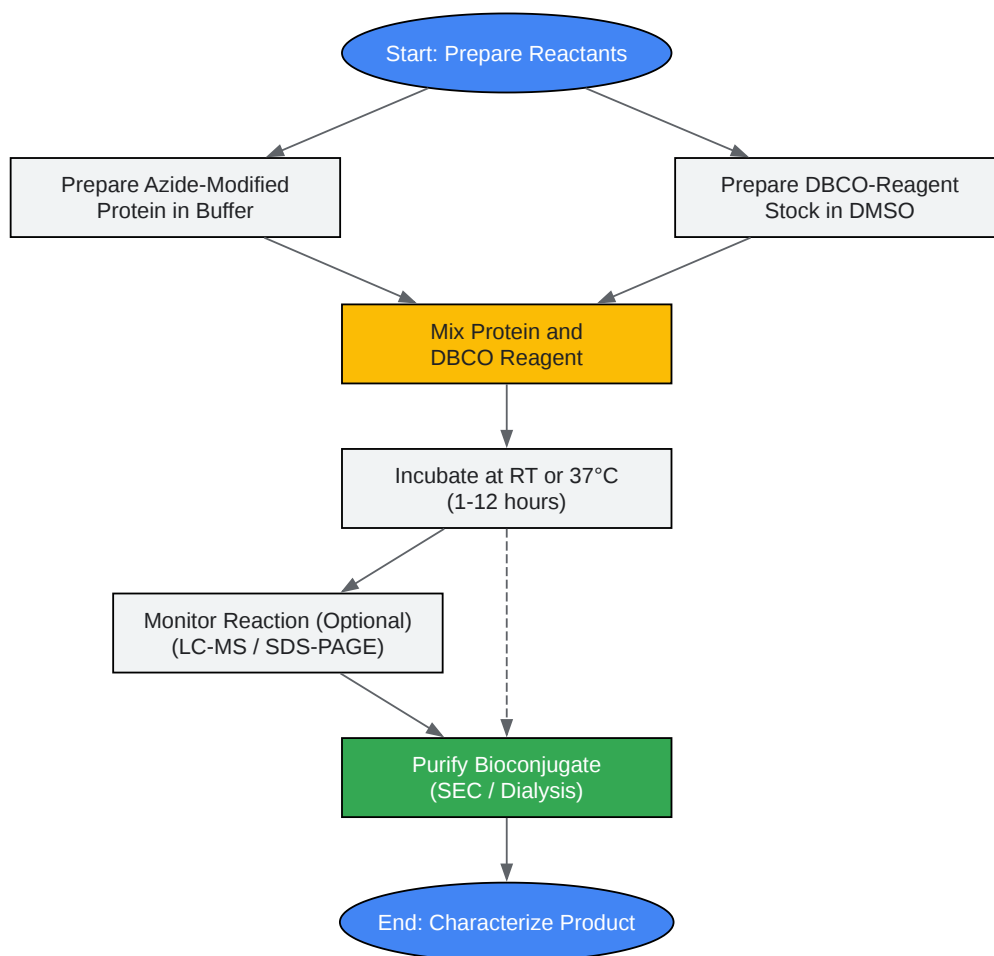 Start: Prepare Reactants
Prepare Azide-Modified
Protein in Buffer
Prepare DBCO-Reagent
Stock in DMSO
Mix Protein and
DBCO Reagent
Incubate at RT or 37°C
(1-12 hours)
Monitor Reaction (Optional)
(LC-MS / SDS-PAGE)
Purify Bioconjugate
(SEC / Dialysis)
End: Characterize Product